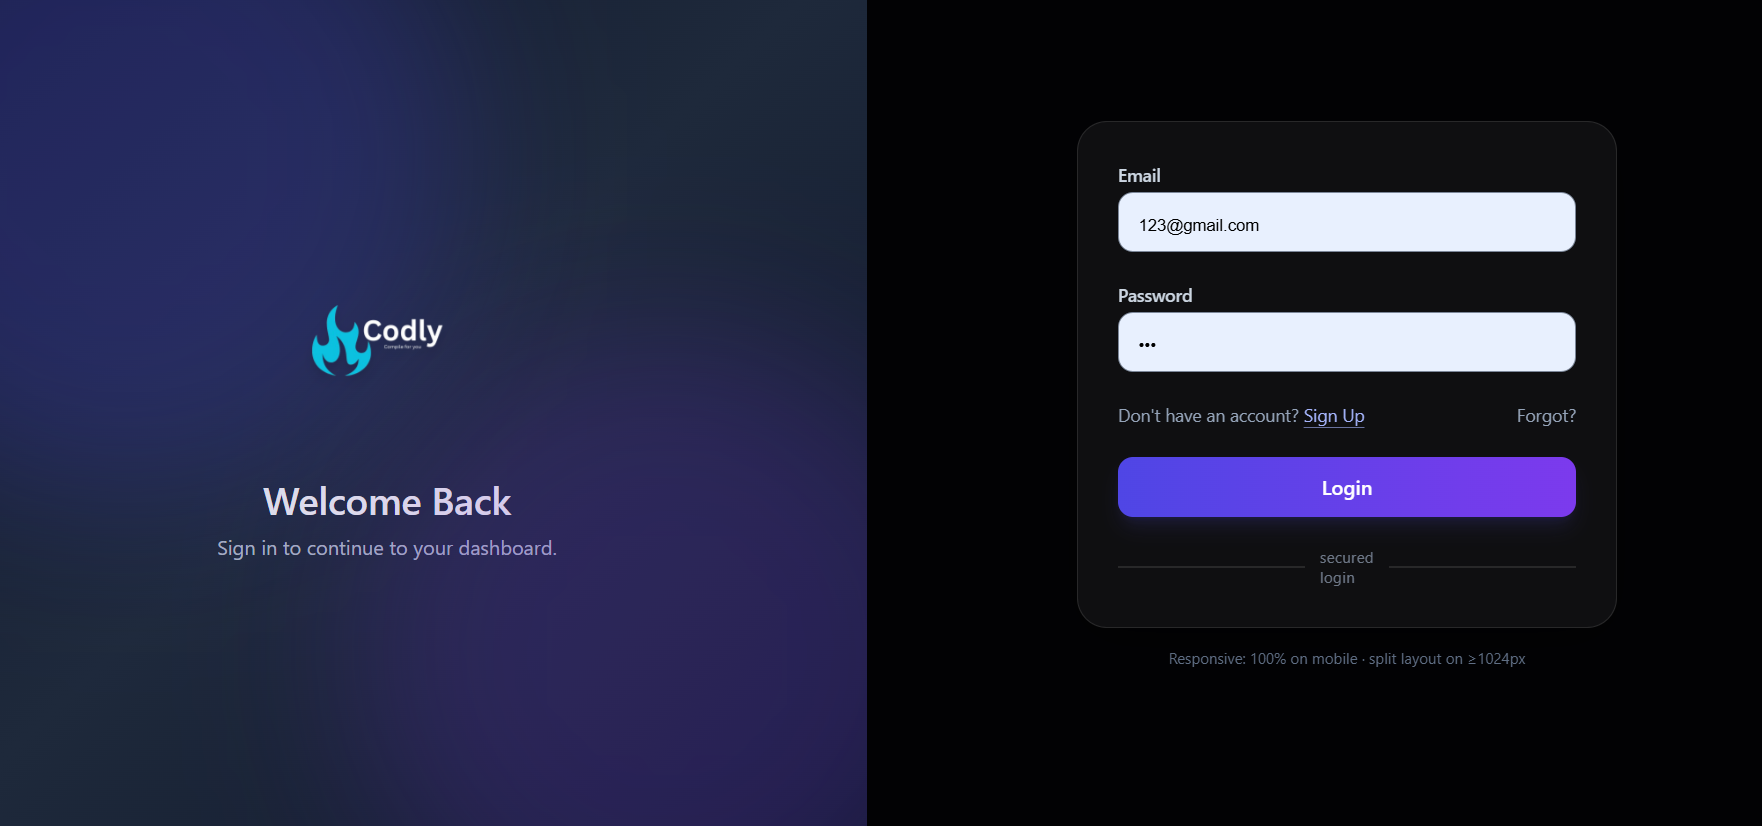 Codly
Compile for you
Welcome Back
Sign in to continue to your dashboard.
Email
123@gmail.com
Password
•••
Don't have an account? Sign Up
Forgot?
Login
secured
login
Responsive: 100% on mobile · split layout on ≥1024px